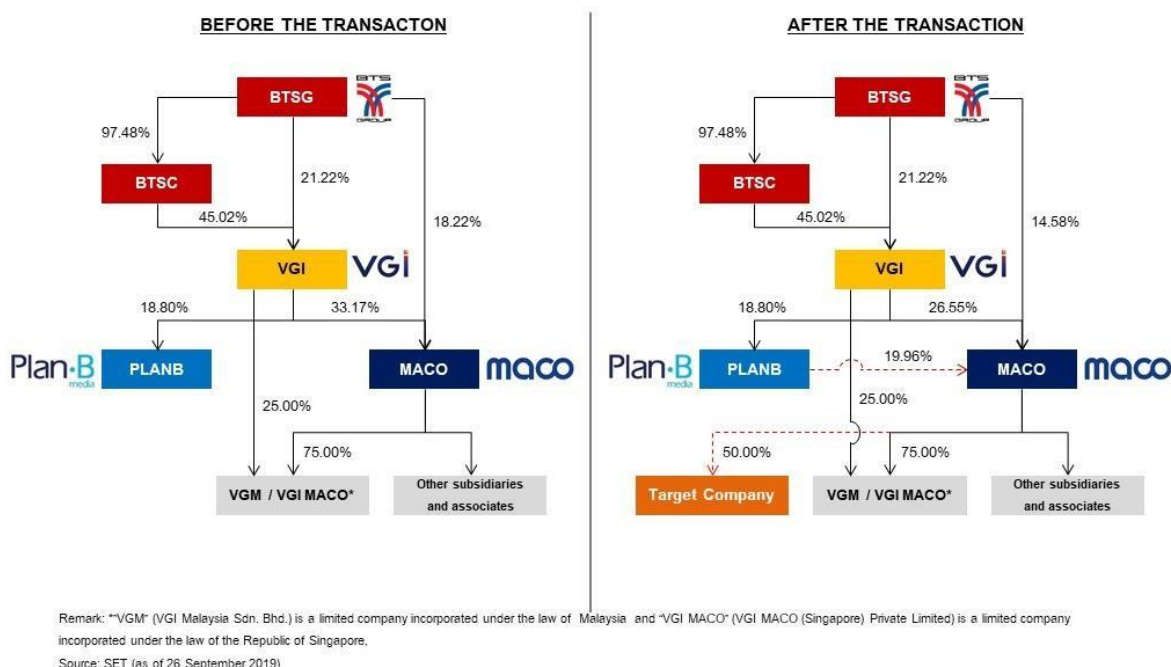 BEFORE THE TRANSACTON
BTSG
BTS
GROUP
97.48%
BTSC
21.22%
45.02%
18.22%
VGI
VGI
18.80%
33.17%
Plan·B
media
PLANB
MACO
maco
25.00%
75.00%
VGM / VGI MACO*
Other subsidiaries
and associates
AFTER THE TRANSACTION
BTSG
BTS
GROUP
97.48%
BTSC
21.22%
45.02%
14.58%
VGI
VGI
18.80%
26.55%
Plan·B
media
PLANB
19.96%
MACO
maco
25.00%
50.00%
75.00%
Target Company
VGM / VGI MACO*
Other subsidiaries
and associates
Remark: *"VGM" (VGI Malaysia Sdn. Bhd.) is a limited company incorporated under the law of Malaysia and "VGI MACO" (VGI MACO (Singapore) Private Limited) is a limited company
incorporated under the law of the Republic of Singapore,
Source: SET (as of 26 September 2019)